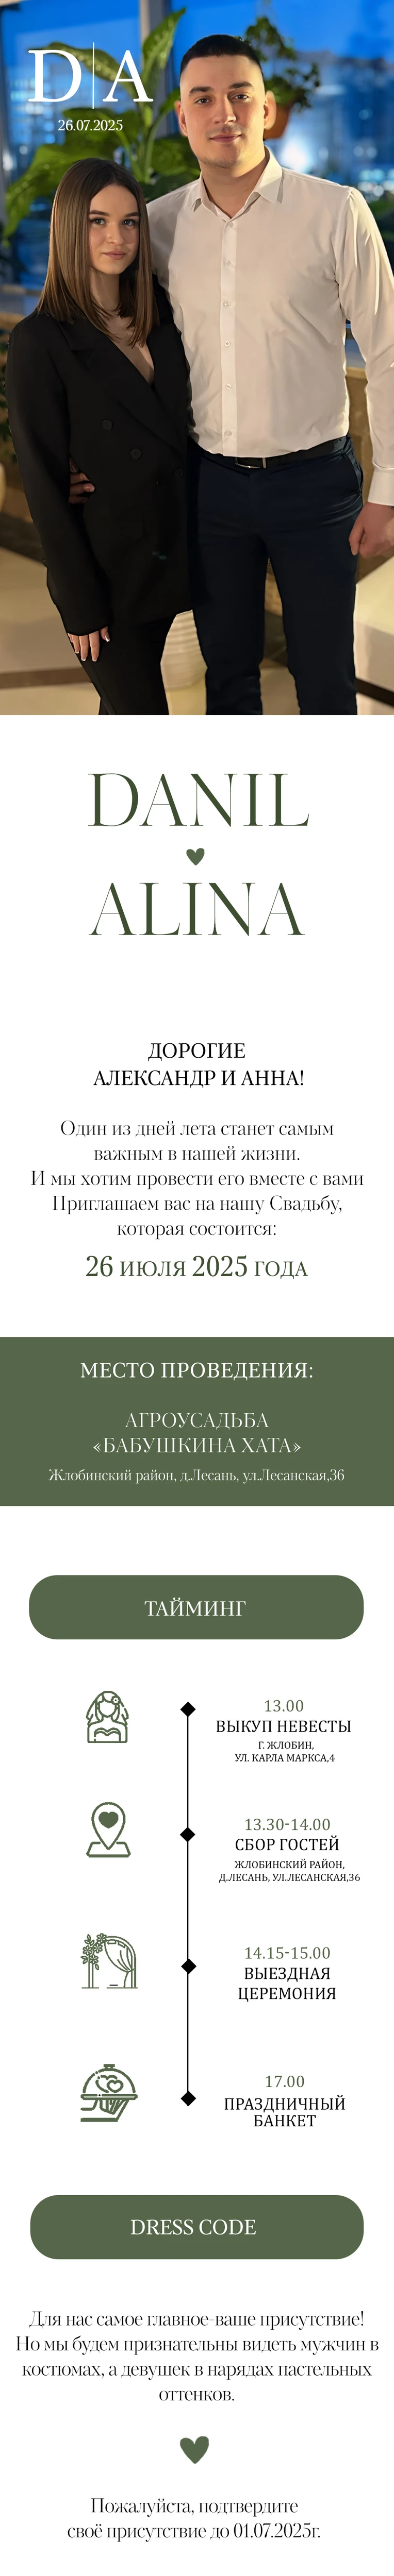 D|A
26.07.2025
DANIL
ALINA
ДОРОГИЕ
АЛЕКСАНДР И АННА!
Один из дней лета станет самым
важным в нашей жизни.
И мы хотим провести его вместе с вами
Приглашаем вас на нашу Свадьбу,
которая состоится:
26 ИЮЛЯ 2025 ГОДА
МЕСТО ПРОВЕДЕНИЯ:
АГРОУСАДЬБА
«БАБУШКИНА ХАТА»
Жлобинский район, д.Лесань, ул.Лесанская,36
ТАЙМИНГ
13.00
ВЫКУП НЕВЕСТЫ
Г. ЖЛОБИН,
УЛ. КАРЛА МАРКСА,4
13.30-14.00
СБОР ГОСТЕЙ
ЖЛОБИНСКИЙ РАЙОН,
Д.ЛЕСАНЬ, УЛ.ЛЕСАНСКАЯ,36
14.15-15.00
ВЫЕЗДНАЯ
ЦЕРЕМОНИЯ
17.00
ПРАЗДНИЧНЫЙ
БАНКЕТ
DRESS CODE
Для нас самое главное-ваше присутствие!
Но мы будем признательны видеть мужчин в
костюмах, а девушек в нарядах пастельных
оттенков.
Пожалуйста, подтвердите
своё присутствие до 01.07.2025г.